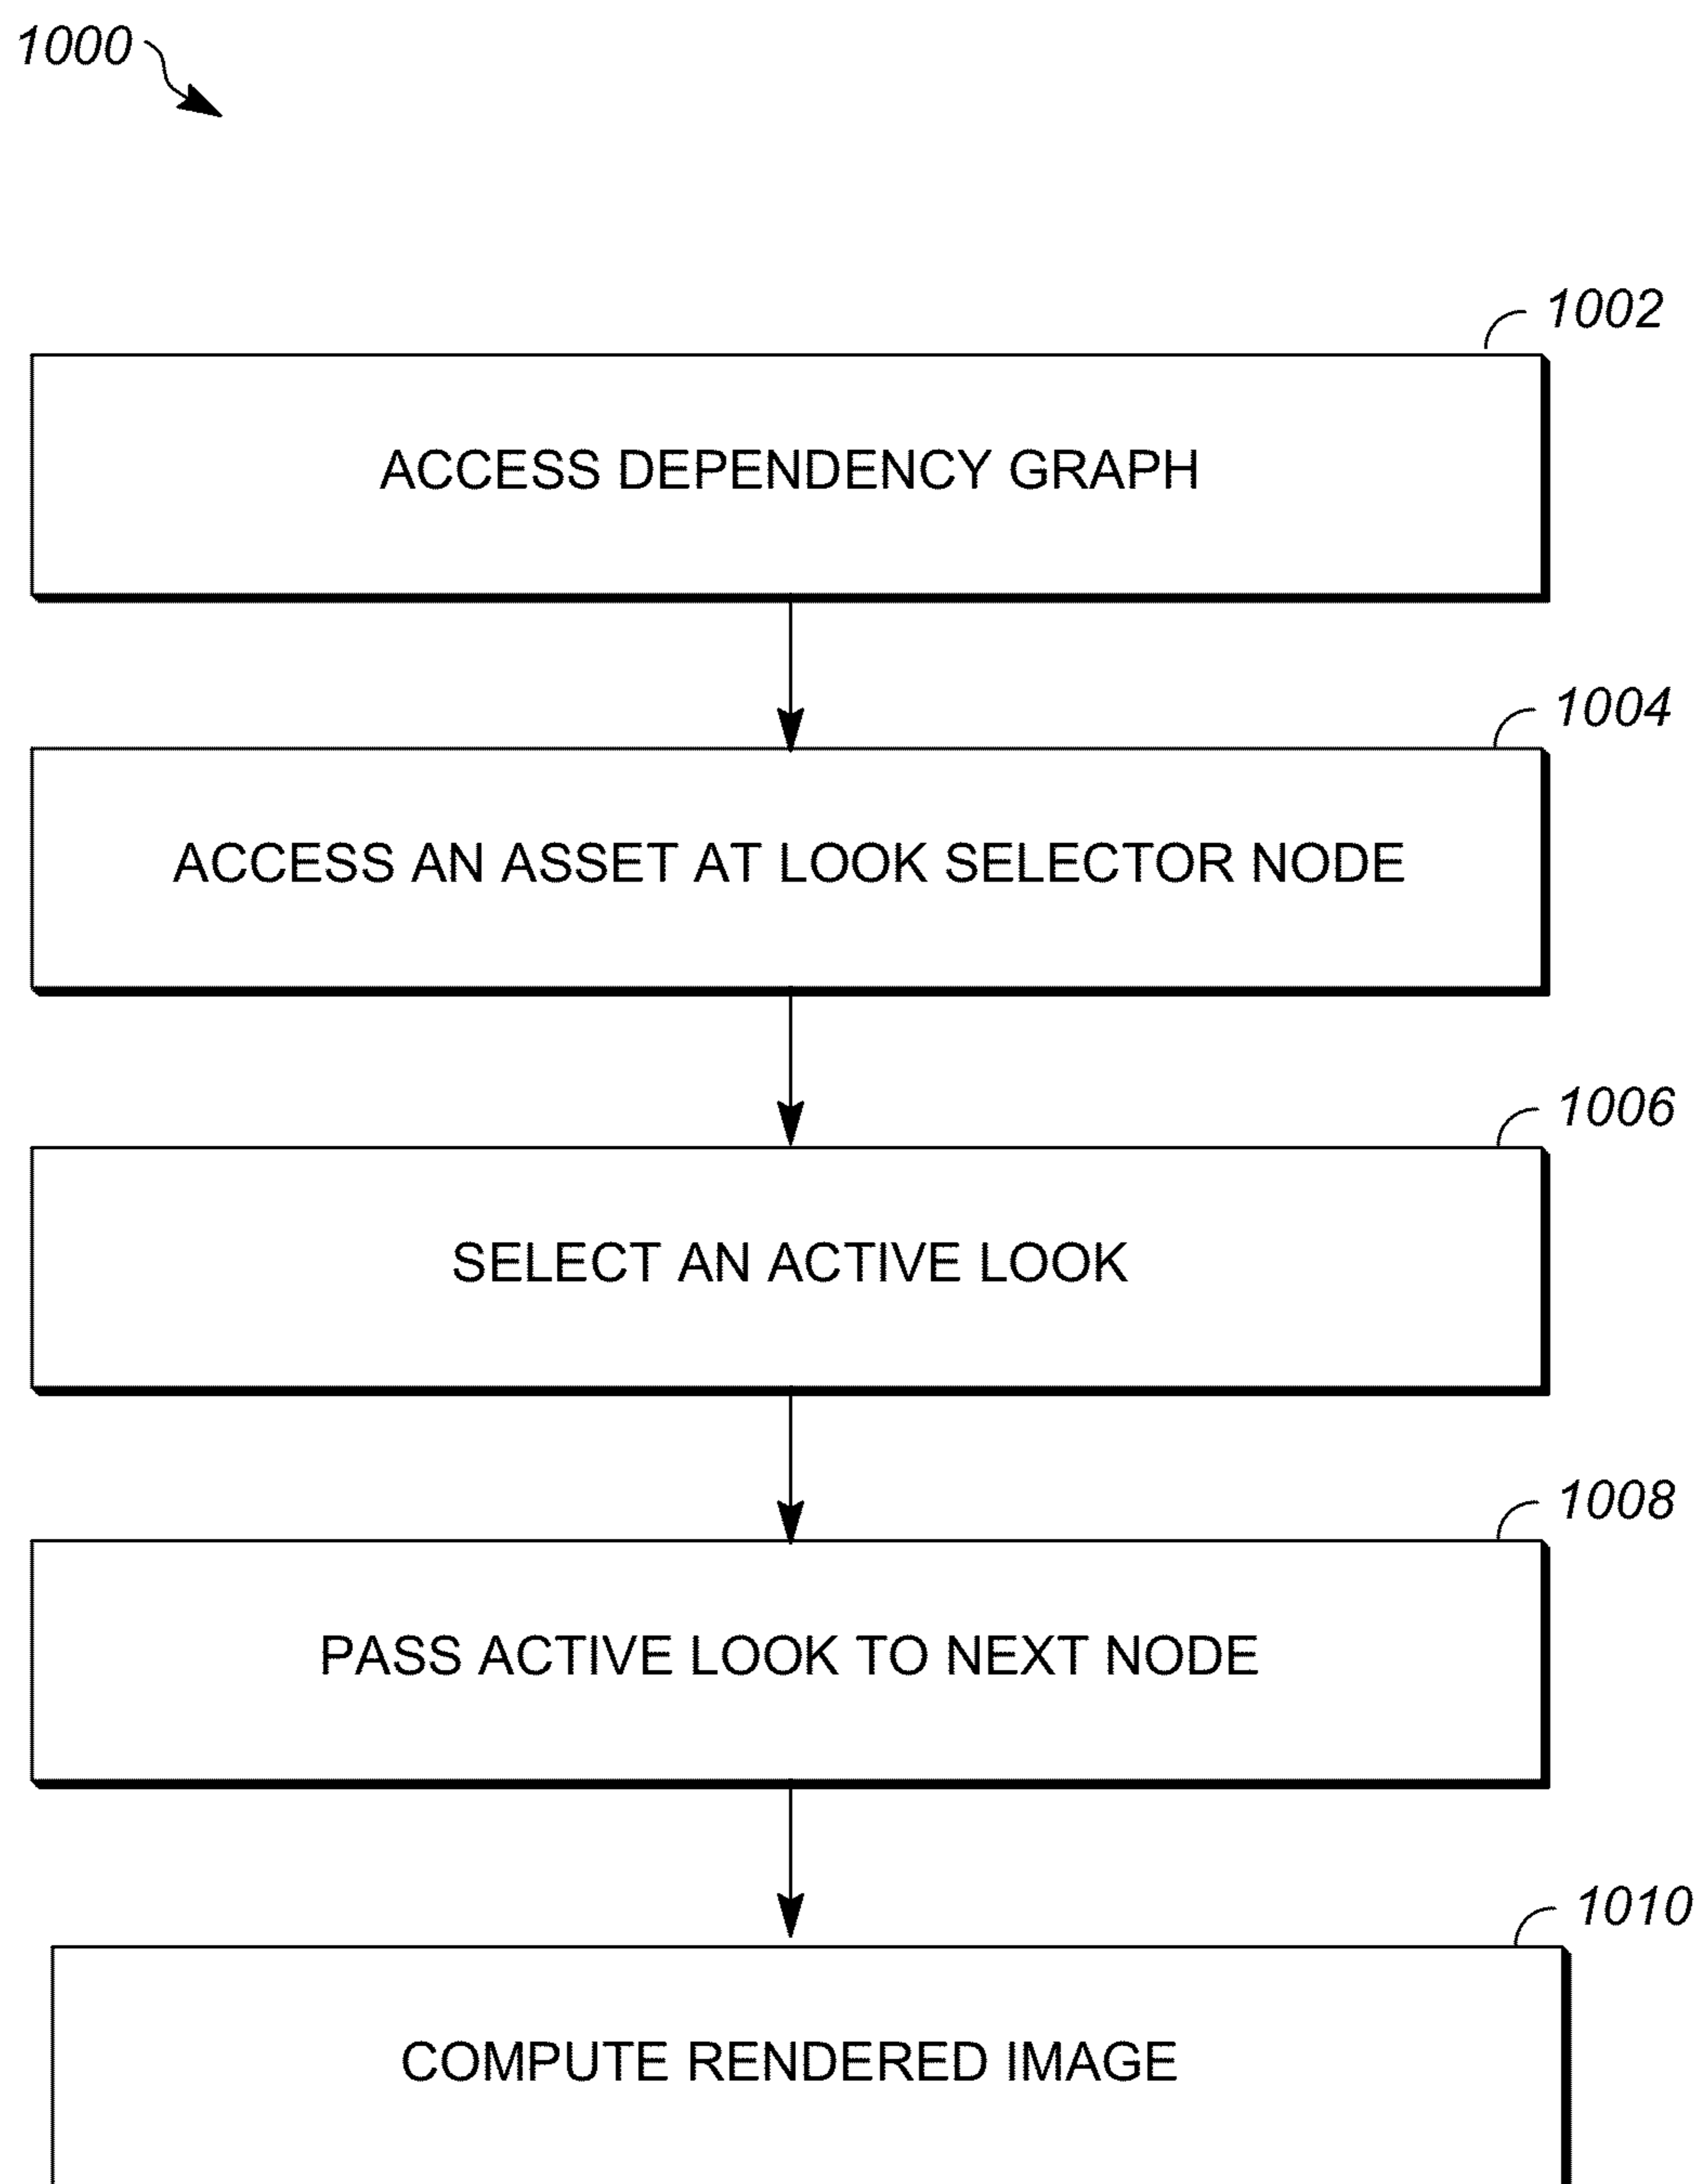 1000
1002
ACCESS DEPENDENCY GRAPH
1004
ACCESS AN ASSET AT LOOK SELECTOR NODE
1006
SELECT AN ACTIVE LOOK
1008
PASS ACTIVE LOOK TO NEXT NODE
1010
COMPUTE RENDERED IMAGE